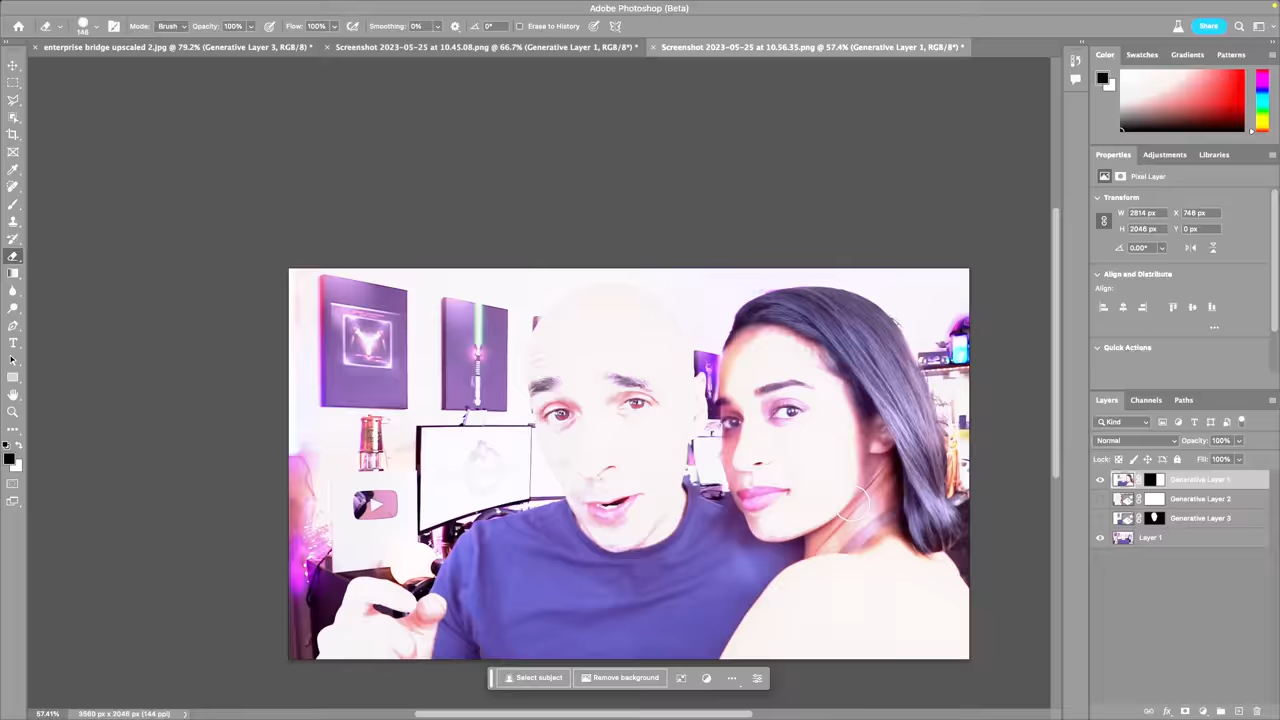 Adobe Photoshop (Beta)
146 Mode: Brush Opacity: 100% Flow: 100% Smoothing: 0% 0° Erase to History Share
enterprise bridge upscaled 2.jpg @ 79.2% (Generative Layer 3, RGB/8) * Screenshot 2023-05-25 at 10.45.08.png @ 66.7% (Generative Layer 1, RGB/8*) * Screenshot 2023-05-25 at 10.56.35.png @ 57.4% (Generative Layer 1, RGB/8*) *
Color Swatches Gradients Patterns
Properties Adjustments Libraries
Pixel Layer
Transform
W 2814 px X 746 px
H 2046 px Y 0 px
0.00°
Align and Distribute
Align:
Quick Actions
Layers Channels Paths
Kind
Normal Opacity: 100%
Lock: Fill: 100%
Generative Layer 1
Generative Layer 2
Generative Layer 3
Layer 1
Select subject Remove background
57.41% 3560 px x 2046 px (144 ppi)